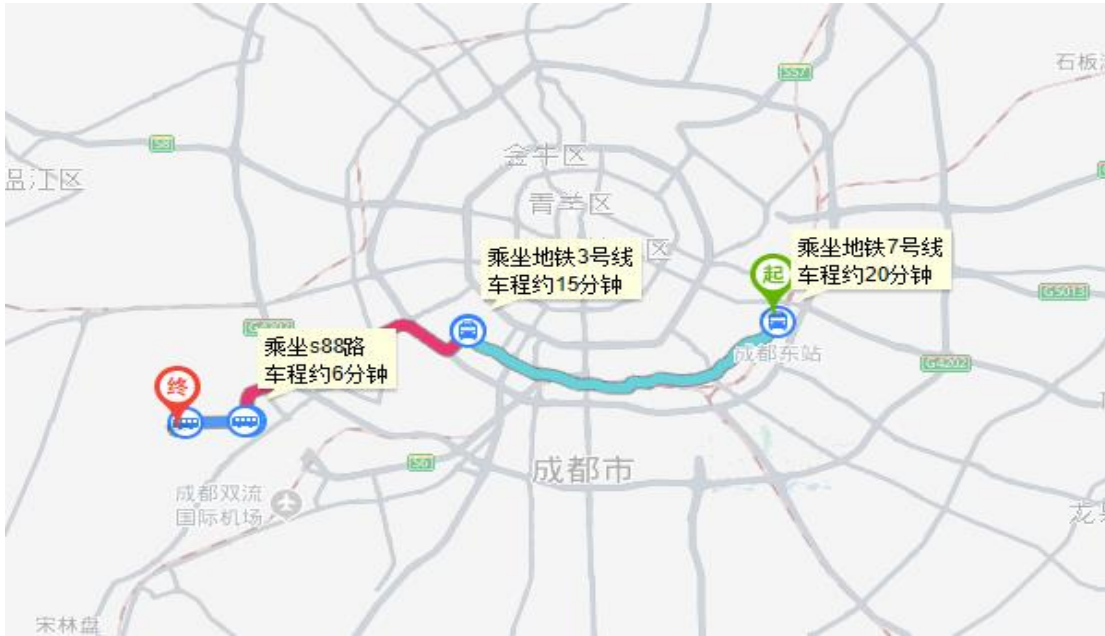 石板
S57
S8
金牛区
温江区
青羊区
乘坐地铁3号线
车程约15分钟
区
乘坐地铁7号线
车程约20分钟
起
G5013
G4202
乘坐s88路
车程约6分钟
成都东站
G4202
终
S6
成都市
成都双流
国际机场
宋林盘